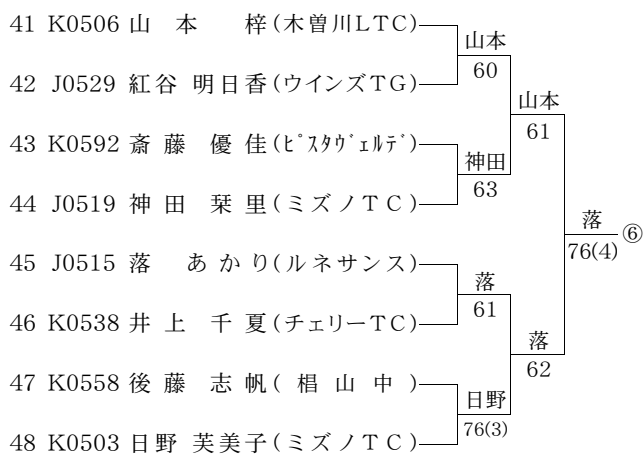 41 K0506 山本 梓(木曽川LTC)
山本
42 J0529 紅谷 明日香(ウインズTG)
60
山本
61
43 K0592 斎藤 優佳(ピスタヴェルデ)
神田
63
44 J0519 神田 栞里(ミズノTC)
落
76(4)
⑥
45 J0515 落 あかり(ルネサンス)
落
61
46 K0538 井上 千夏(チェリーTC)
落
62
47 K0558 後藤 志帆(椙山中)
日野
76(3)
48 K0503 日野 芙美子(ミズノTC)